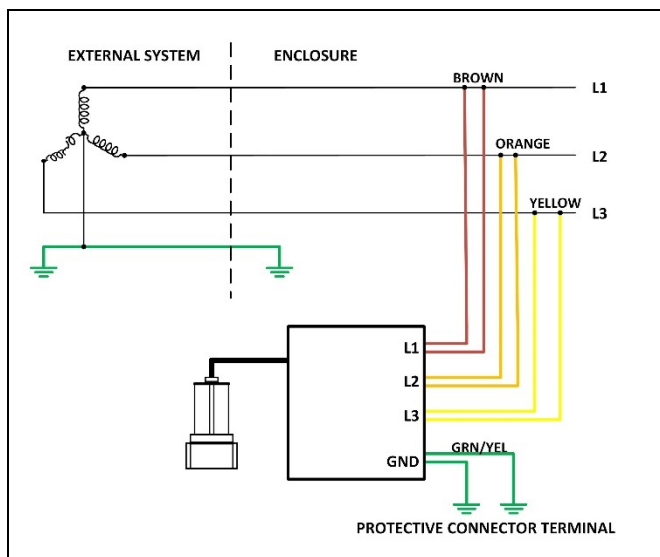 EXTERNAL SYSTEM
ENCLOSURE
BROWN
L1
ORANGE
L2
YELLOW
L3
L1
L2
L3
GRN/YEL
GND
PROTECTIVE CONNECTOR TERMINAL